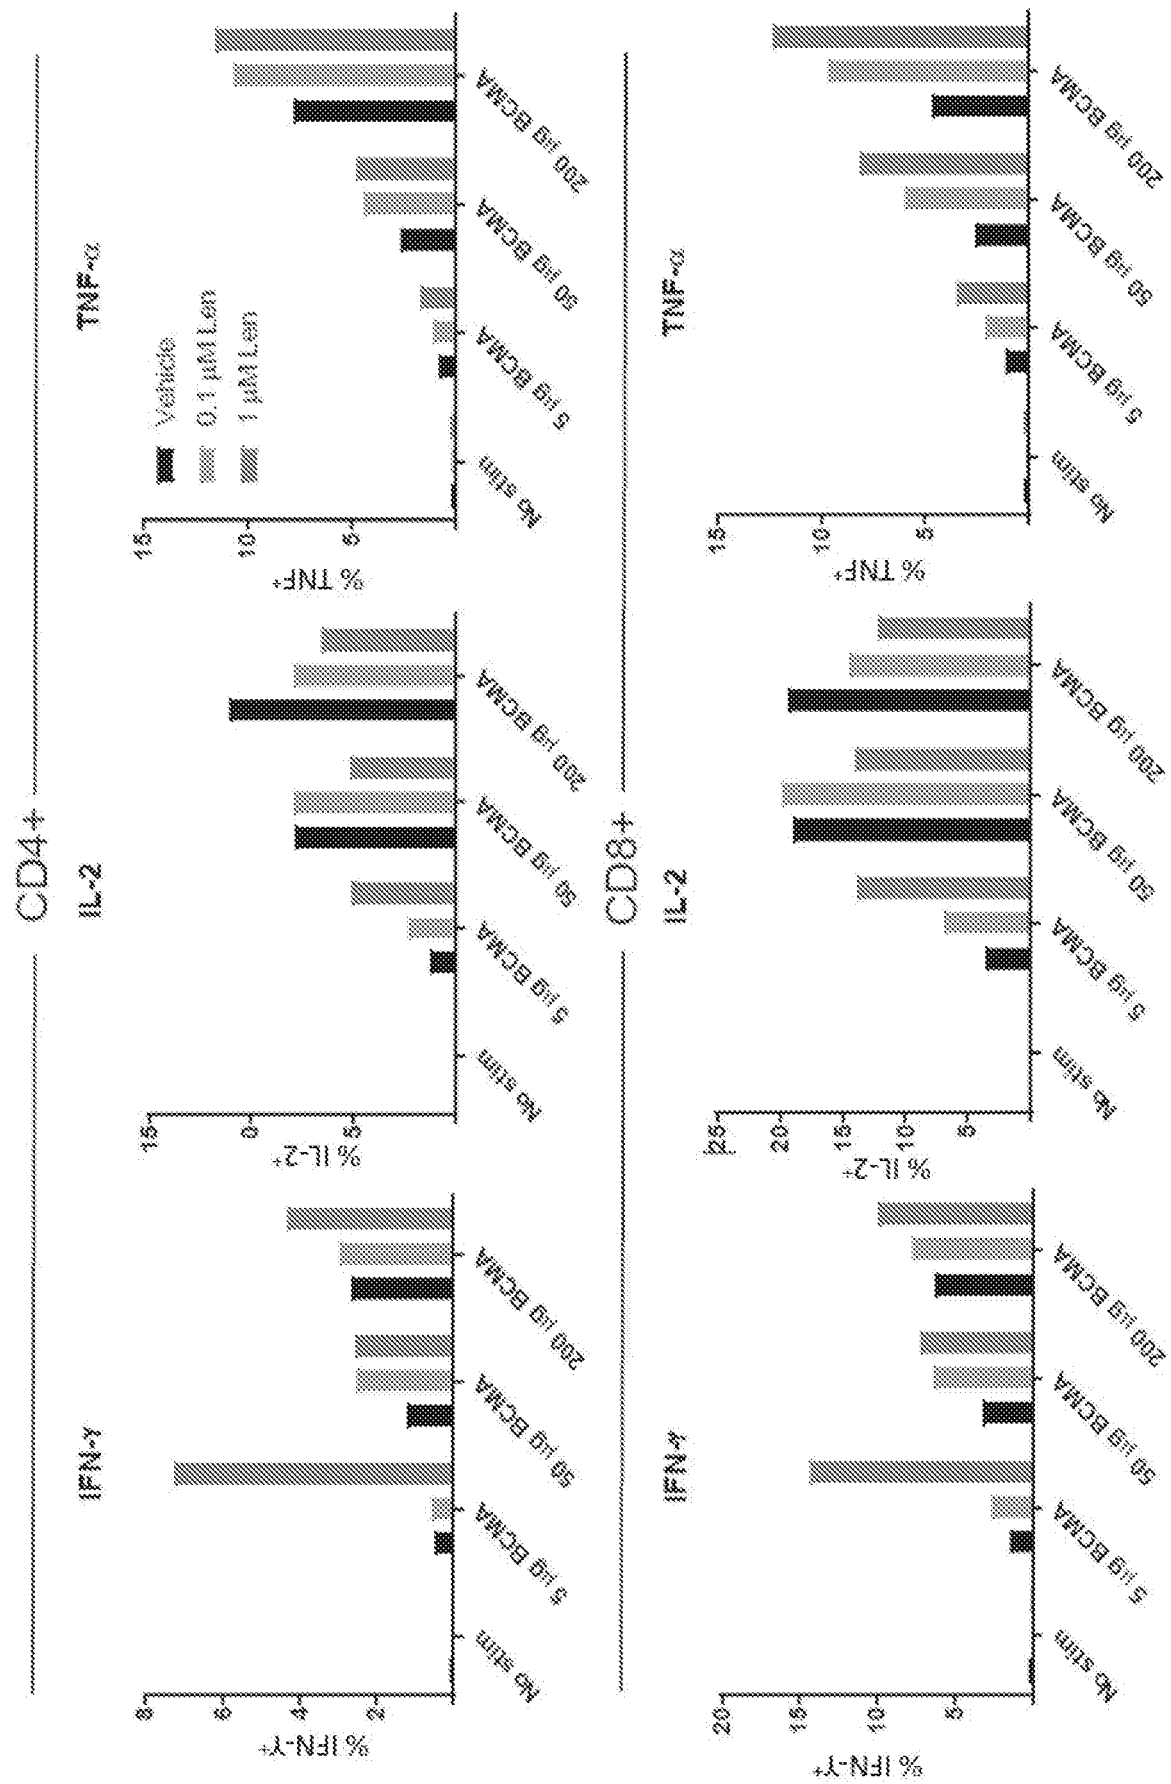 CD4+
IFN-γ
% IFN-γ+
8
6
4
2
No stim
5 µg BCMA
50 µg BCMA
200 µg BCMA
IL-2
% IL-2+
15
0
5
No stim
5 µg BCMA
50 µg BCMA
200 µg BCMA
TNF-α
Vehicle
0.1 µM Len
1 µM Len
% TNF+
15
10
5
No stim
5 µg BCMA
50 µg BCMA
200 µg BCMA
CD8+
IFN-γ
% IFN-γ+
20
15
10
5
No stim
5 µg BCMA
50 µg BCMA
200 µg BCMA
IL-2
% IL-2+
25
20
15
10
5
No stim
5 µg BCMA
50 µg BCMA
200 µg BCMA
TNF-α
% TNF+
15
10
5
No stim
5 µg BCMA
50 µg BCMA
200 µg BCMA